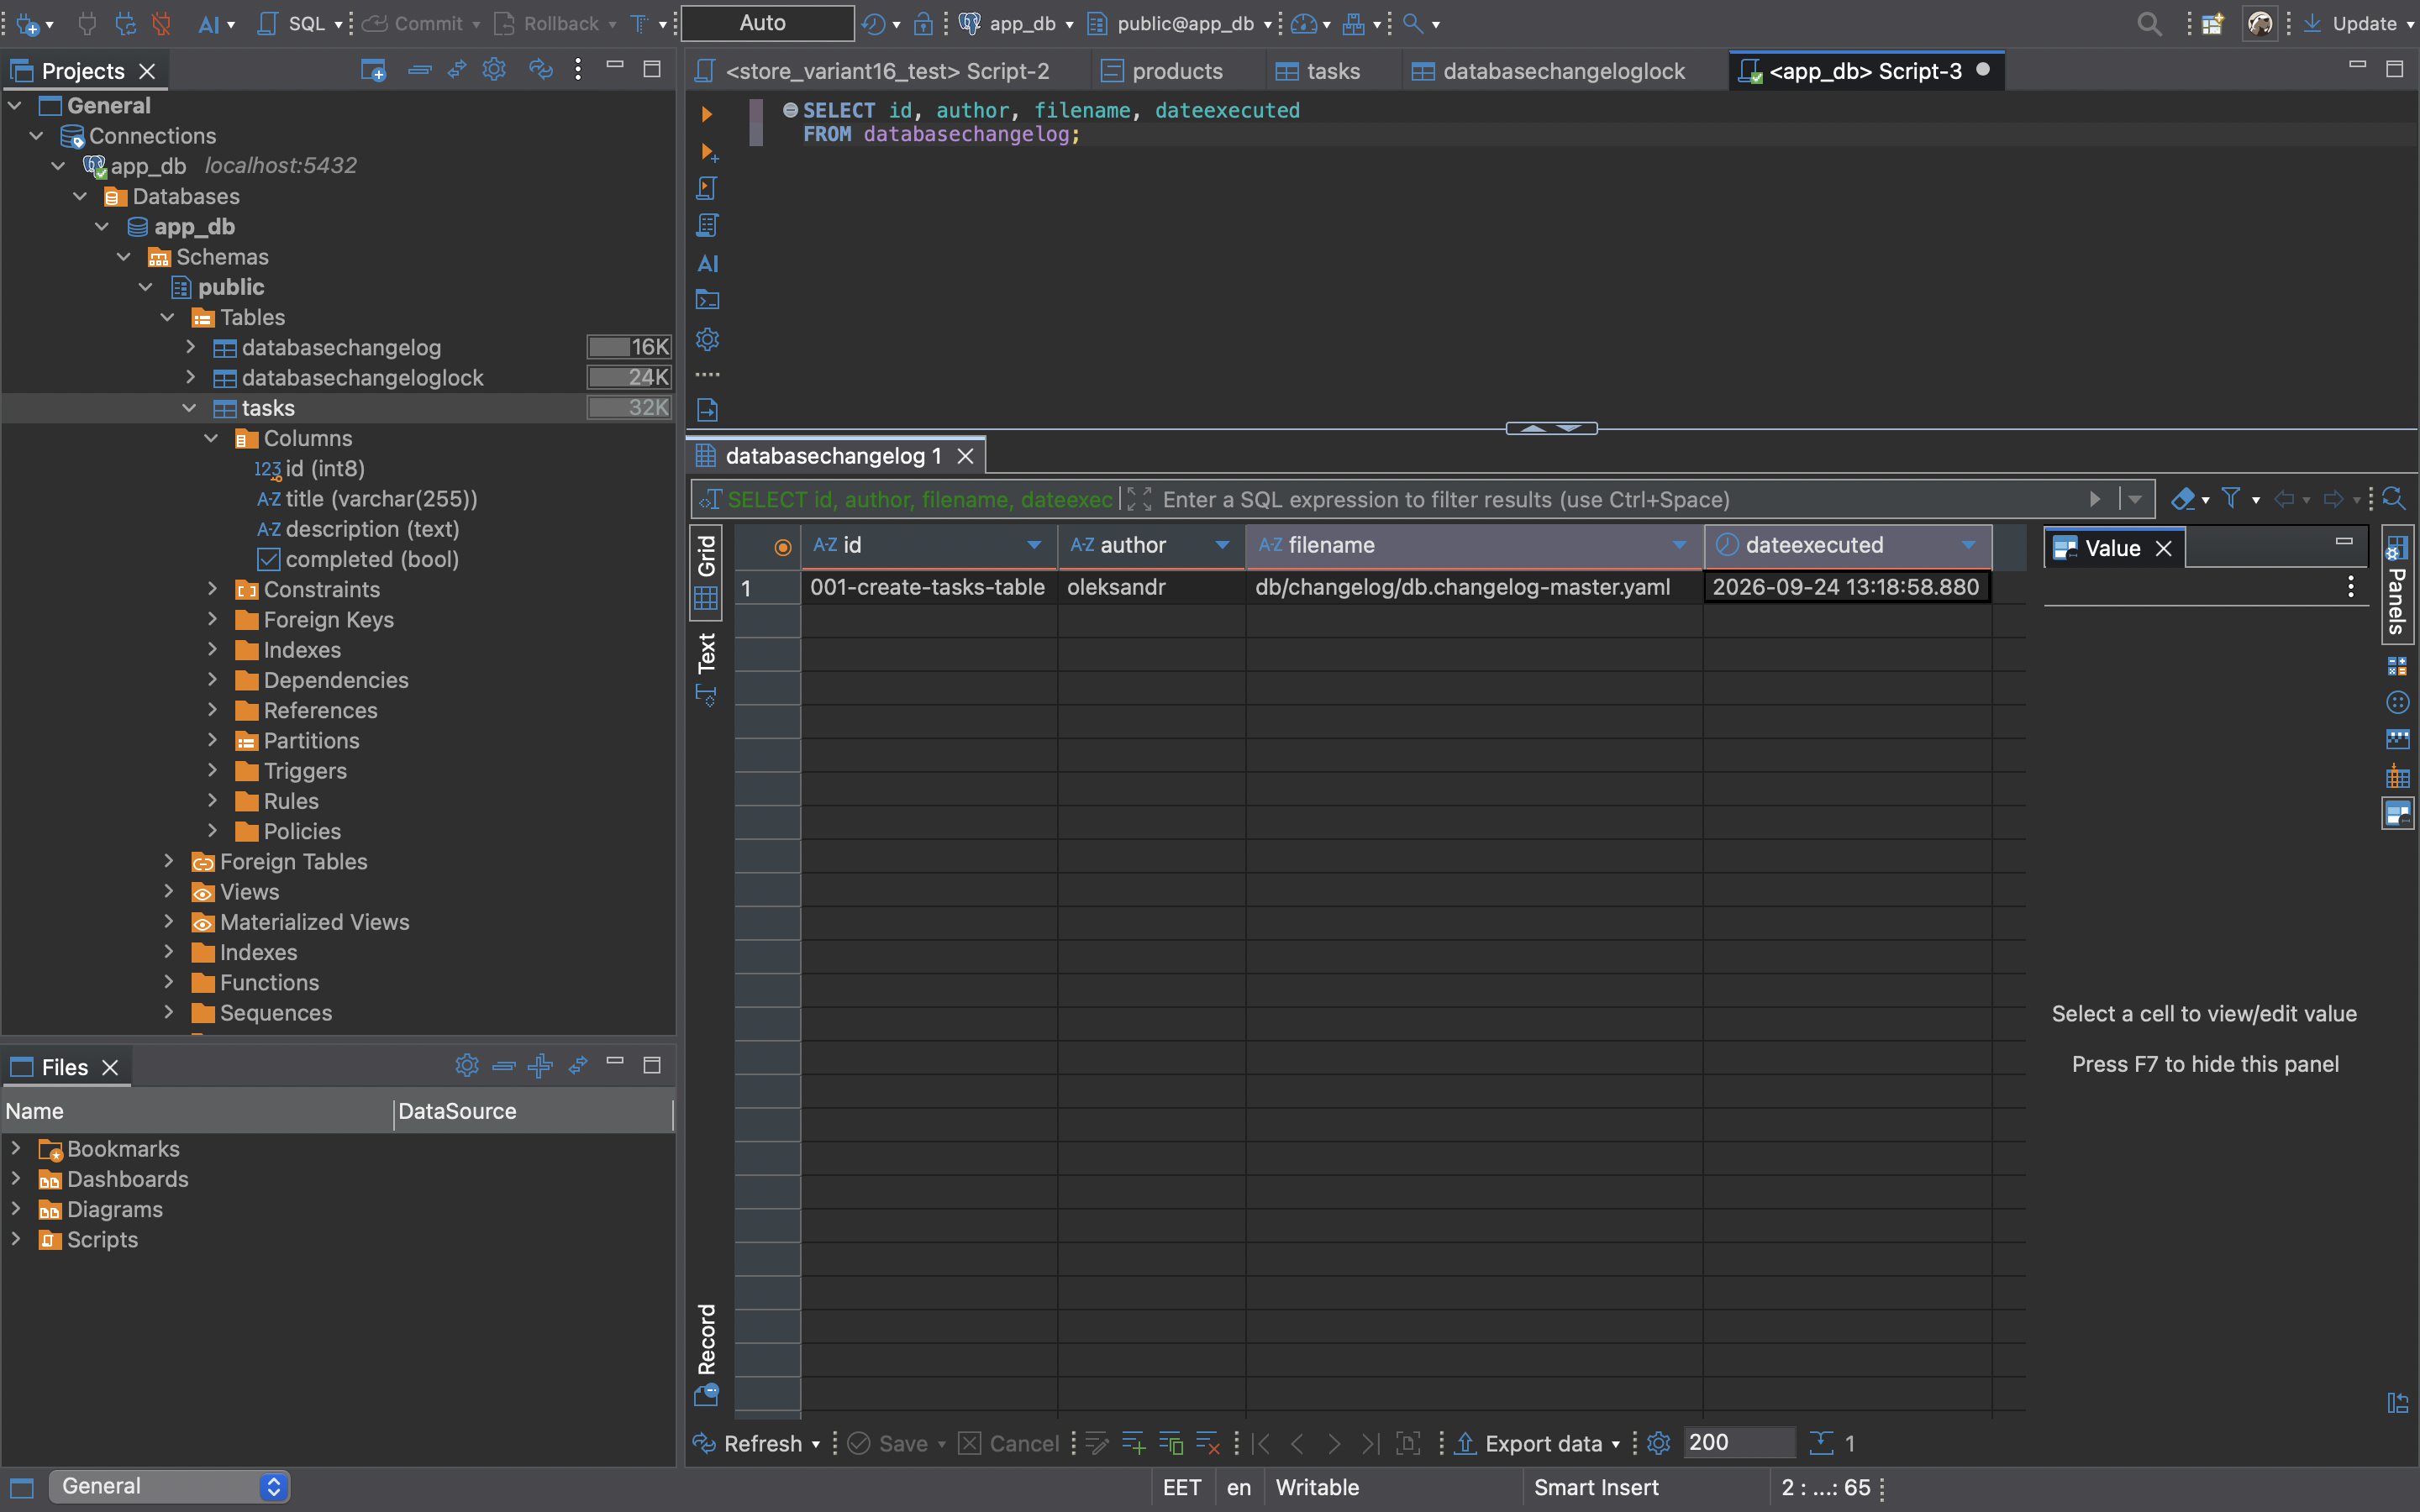 AI
SQL
Commit
Rollback
T
Auto
app_db
public@app_db
Update
Projects
General
Connections
app_db localhost:5432
Databases
app_db
Schemas
public
Tables
databasechangelog 16K
databasechangeloglock 24K
tasks 32K
Columns
123 id (int8)
A-Z title (varchar(255))
A-Z description (text)
completed (bool)
Constraints
Foreign Keys
Indexes
Dependencies
References
Partitions
Triggers
Rules
Policies
Foreign Tables
Views
Materialized Views
Indexes
Functions
Sequences
Files
Name DataSource
Bookmarks
Dashboards
Diagrams
Scripts
General
<store_variant16_test> Script-2
products
tasks
databasechangeloglock
<app_db> Script-3
SELECT id, author, filename, dateexecuted
FROM databasechangelog;
AI
databasechangelog 1
SELECT id, author, filename, dateexec
Enter a SQL expression to filter results (use Ctrl+Space)
Grid
Text
Record
A-Z id A-Z author A-Z filename dateexecuted
1 001-create-tasks-table oleksandr db/changelog/db.changelog-master.yaml 2026-09-24 13:18:58.880
Value
Panels
Select a cell to view/edit value
Press F7 to hide this panel
Refresh
Save
Cancel
Export data
200
1
EET en Writable Smart Insert 2 : ...: 65